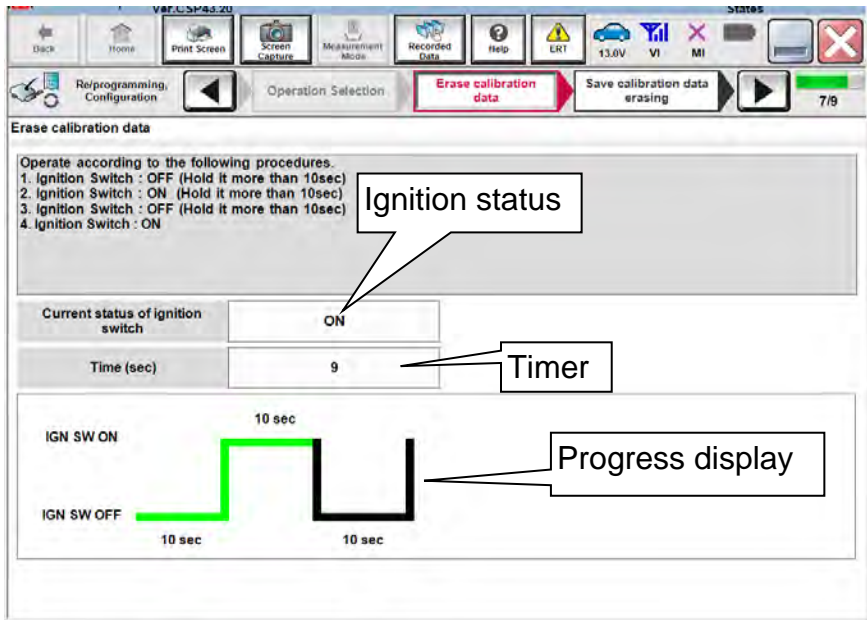 Ver.CSP43.20
States
Back
Home
Print Screen
Screen
Capture
Measurement
Mode
Recorded
Data
Help
ERT
13.0V
VI
MI
Re/programming,
Configuration
Operation Selection
Erase calibration
data
Save calibration data
erasing
7/9
Erase calibration data
Operate according to the following procedures.
1. Ignition Switch : OFF (Hold it more than 10sec)
2. Ignition Switch : ON (Hold it more than 10sec)
3. Ignition Switch : OFF (Hold it more than 10sec)
4. Ignition Switch : ON
Ignition status
Current status of ignition
switch
ON
Time (sec)
9
Timer
10 sec
IGN SW ON
Progress display
IGN SW OFF
10 sec
10 sec